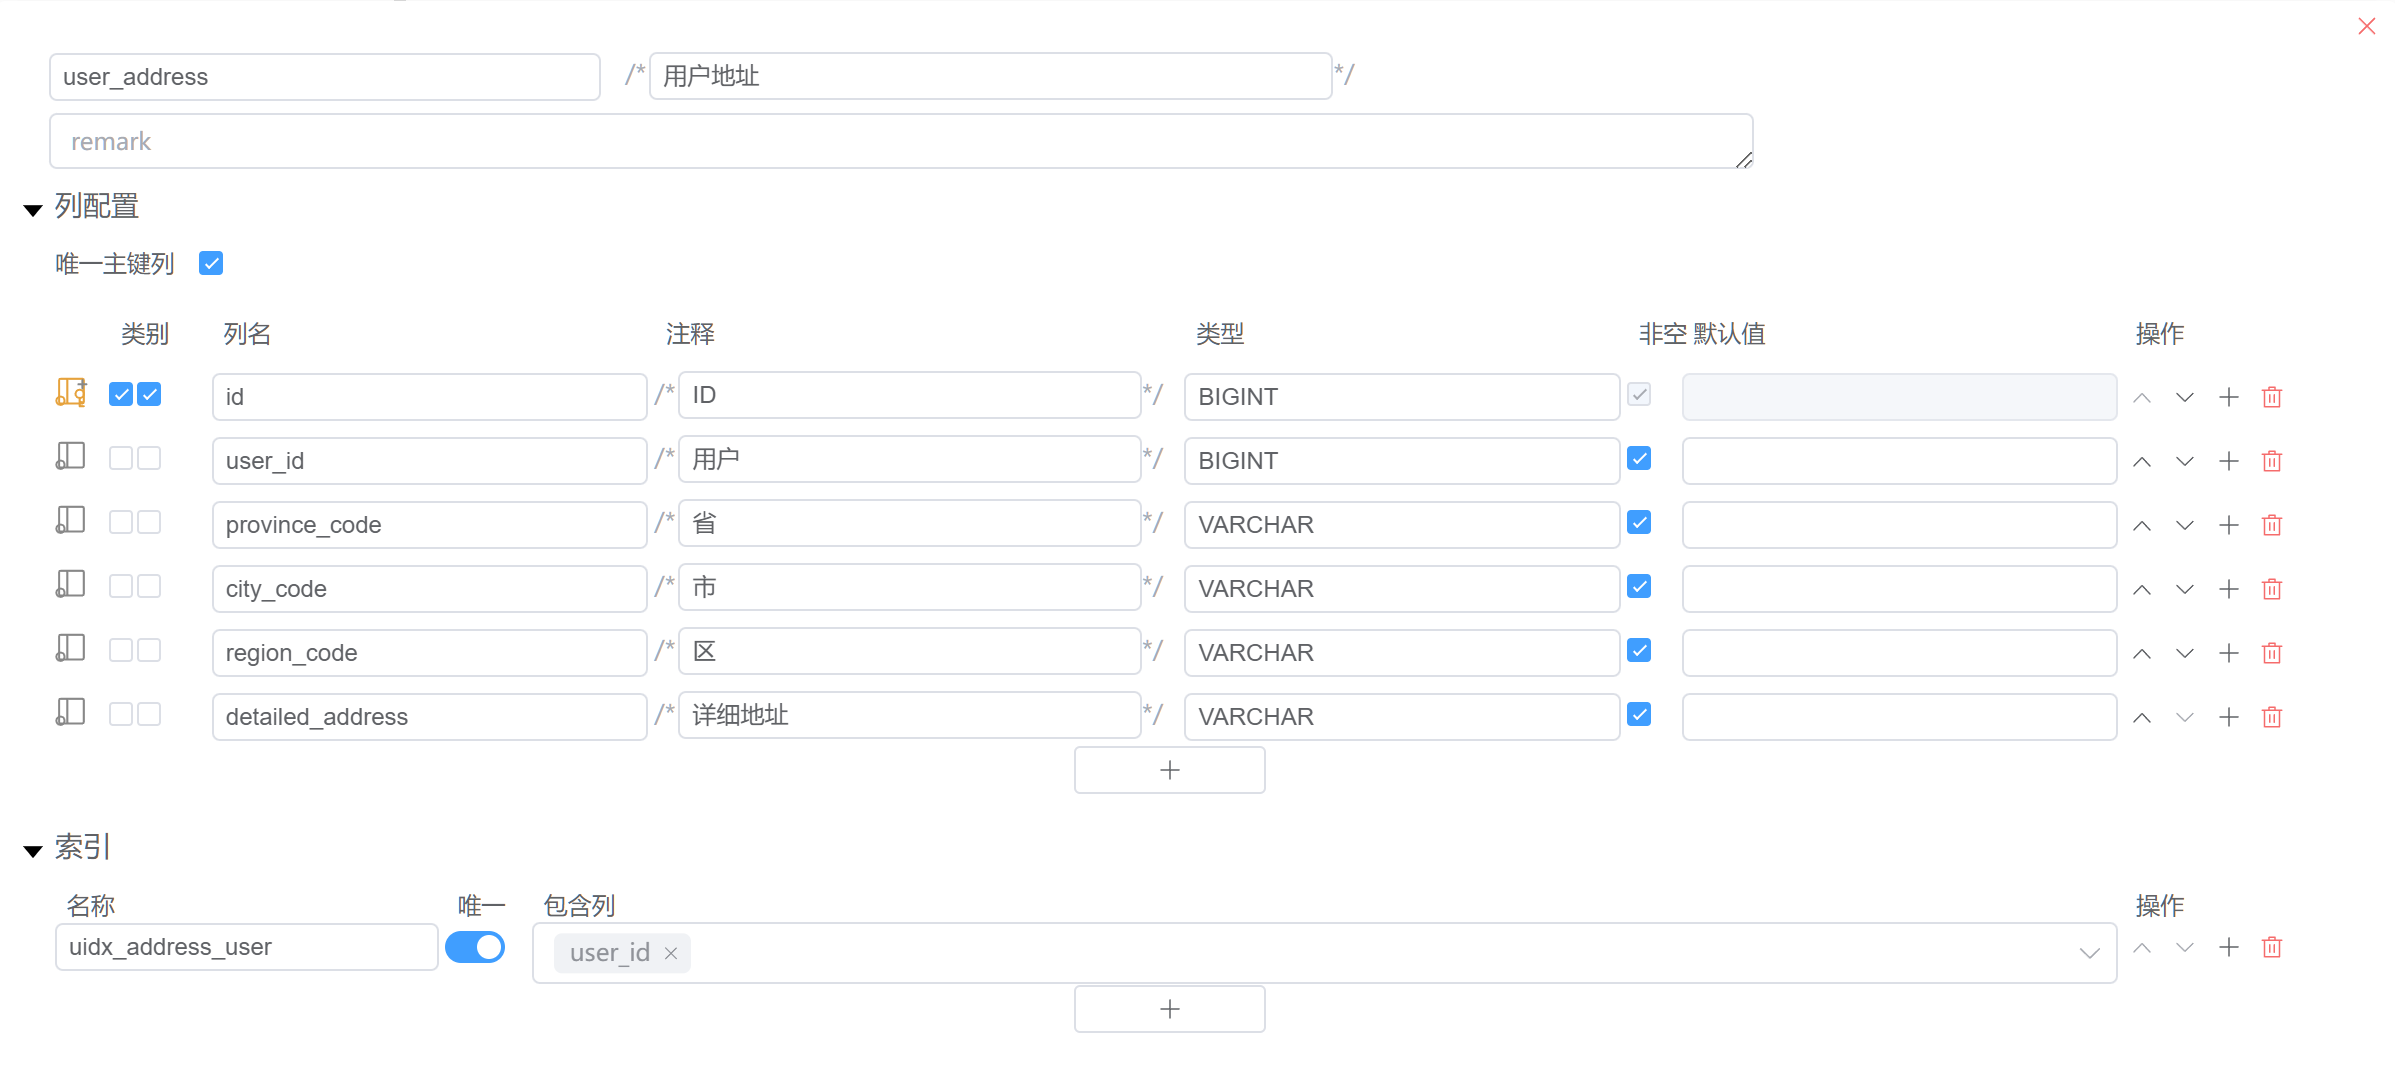 user_address /* 用户地址 */
remark
列配置
唯一主键列
类别 列名 注释 类型 非空 默认值 操作
id /* ID */ BIGINT
user_id /* 用户 */ BIGINT
province_code /* 省 */ VARCHAR
city_code /* 市 */ VARCHAR
region_code /* 区 */ VARCHAR
detailed_address /* 详细地址 */ VARCHAR
索引
名称 唯一 包含列 操作
uidx_address_user user_id